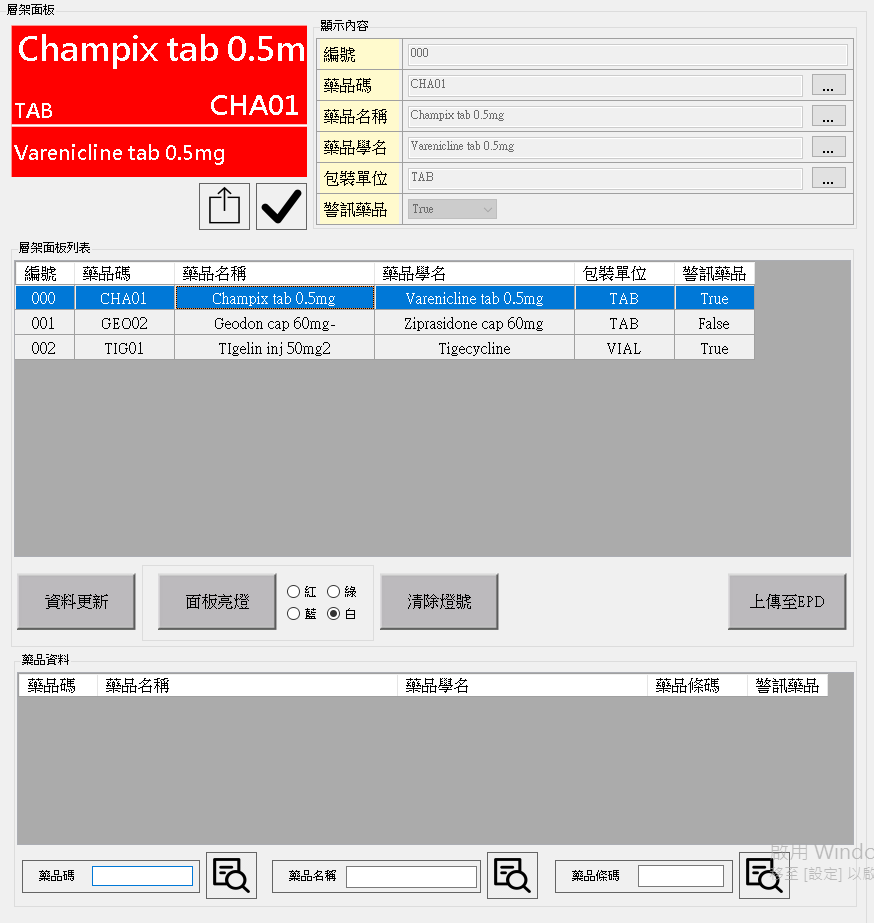 層架面板
Champix tab 0.5m
TAB CHA01
Varenicline tab 0.5mg
顯示內容
編號 000
藥品碼 CHA01 ...
藥品名稱 Champix tab 0.5mg ...
藥品學名 Varenicline tab 0.5mg ...
包裝單位 TAB ...
警訊藥品 True
層架面板列表
編號 藥品碼 藥品名稱 藥品學名 包裝單位 警訊藥品
000 CHA01 Champix tab 0.5mg Varenicline tab 0.5mg TAB True
001 GEO02 Geodon cap 60mg- Ziprasidone cap 60mg TAB False
002 TIG01 TIgelin inj 50mg2 Tigecycline VIAL True
資料更新 面板亮燈 紅 綠 清除燈號 上傳至EPD
藍 白
藥品資料
藥品碼 藥品名稱 藥品學名 藥品條碼 警訊藥品
藥品碼 藥品名稱 藥品條碼
啟用 Windo
移至 [設定] 以啟